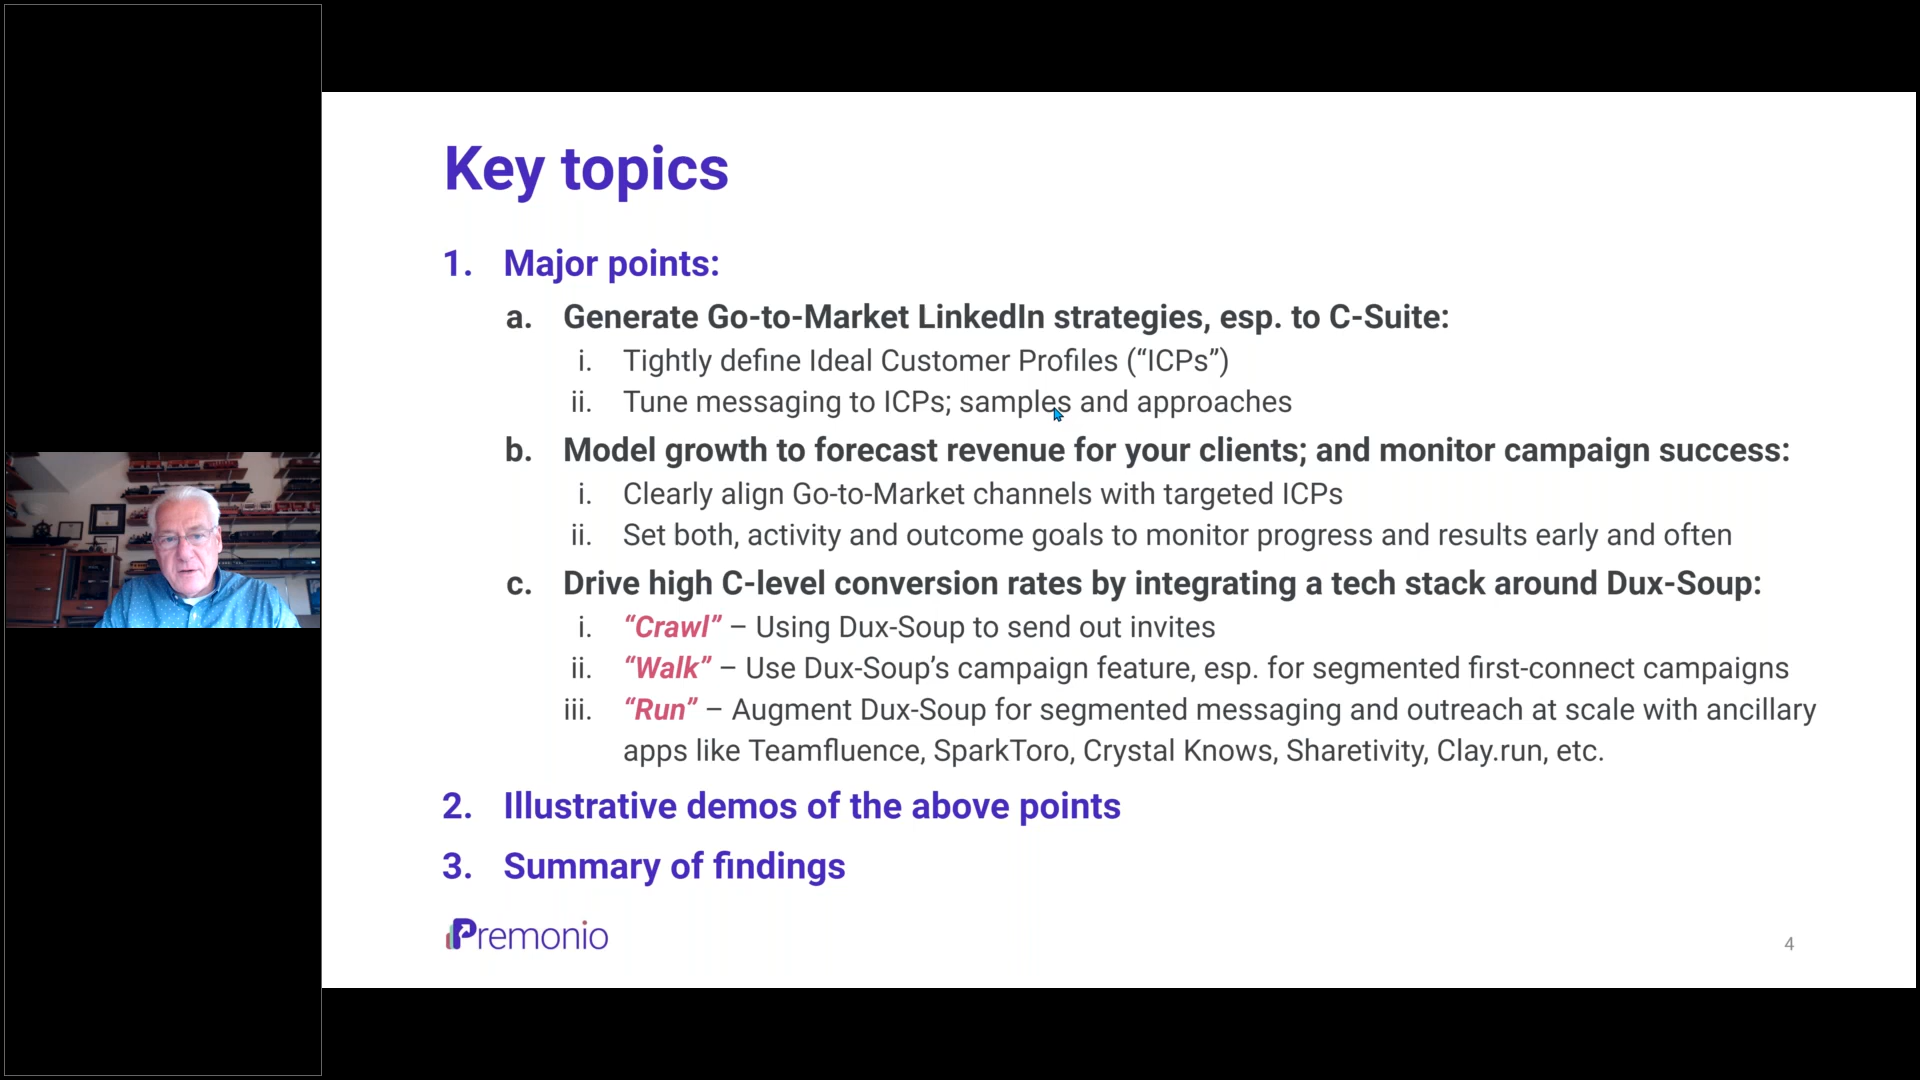 Key topics
1. Major points:
a. Generate Go-to-Market LinkedIn strategies, esp. to C-Suite:
i. Tightly define Ideal Customer Profiles (“ICPs”)
ii. Tune messaging to ICPs; samples and approaches
b. Model growth to forecast revenue for your clients; and monitor campaign success:
i. Clearly align Go-to-Market channels with targeted ICPs
ii. Set both, activity and outcome goals to monitor progress and results early and often
c. Drive high C-level conversion rates by integrating a tech stack around Dux-Soup:
i. “Crawl” – Using Dux-Soup to send out invites
ii. “Walk” – Use Dux-Soup’s campaign feature, esp. for segmented first-connect campaigns
iii. “Run” – Augment Dux-Soup for segmented messaging and outreach at scale with ancillary
apps like Teamfluence, SparkToro, Crystal Knows, Sharetivity, Clay.run, etc.
2. Illustrative demos of the above points
3. Summary of findings
Premonio
4